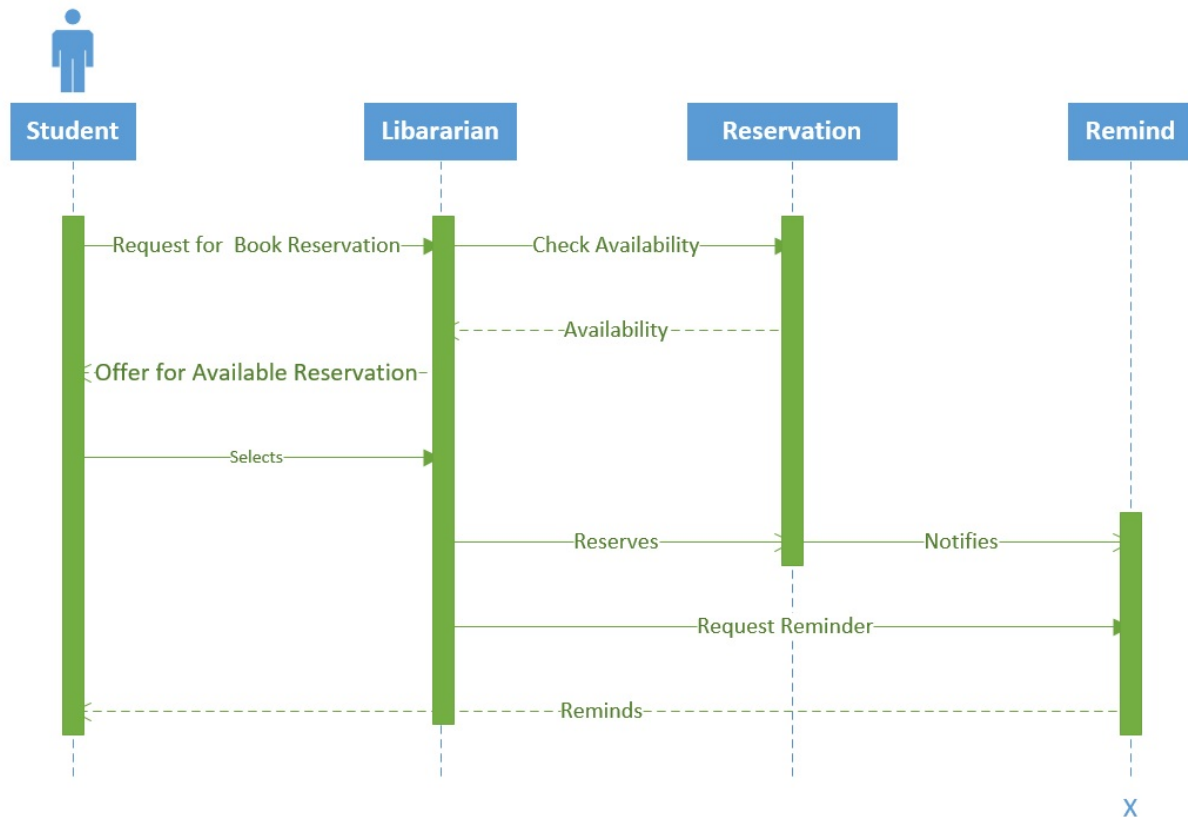 Student
Libararian
Reservation
Remind
Request for  Book Reservation
Check Availability
Availability
Offer for Available Reservation
Selects
Reserves
Notifies
Request Reminder
Reminds
X